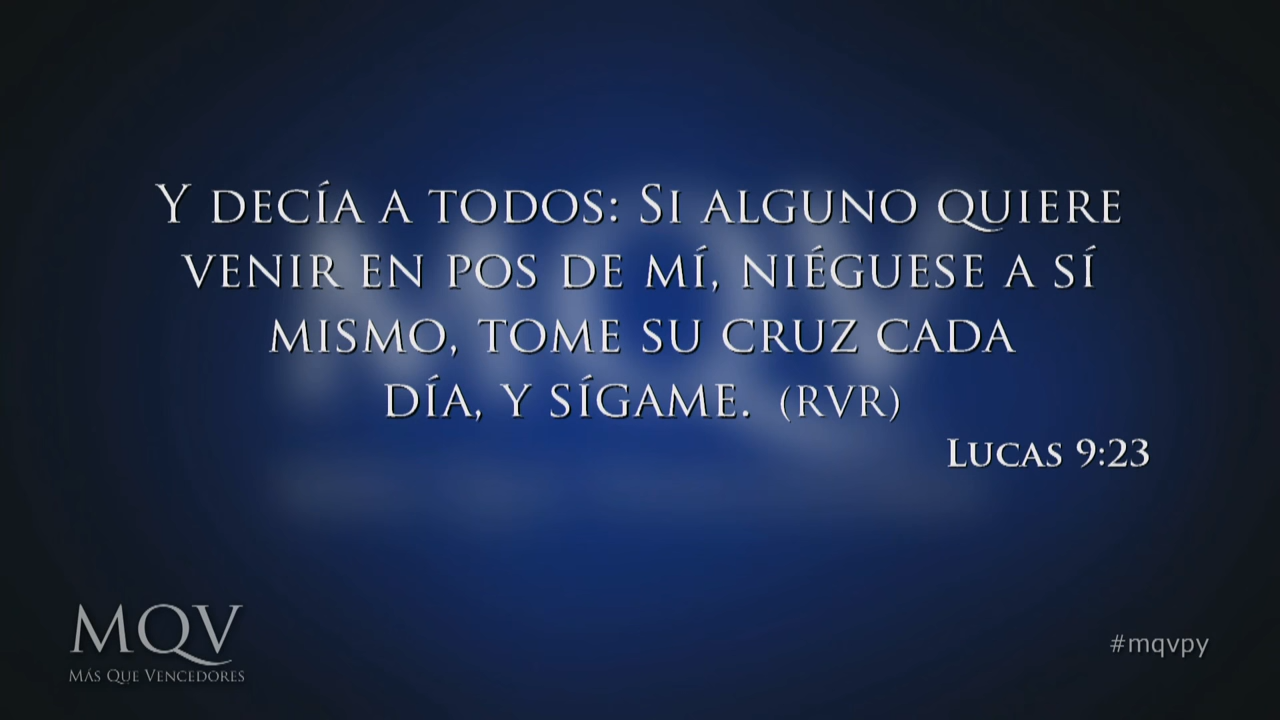 Y decía a todos: Si alguno quiere
venir en pos de mí, niéguese a sí
mismo, tome su cruz cada
día, y sígame. (RVR)
Lucas 9:23
MQV
Más Que Vencedores
#mqvpy